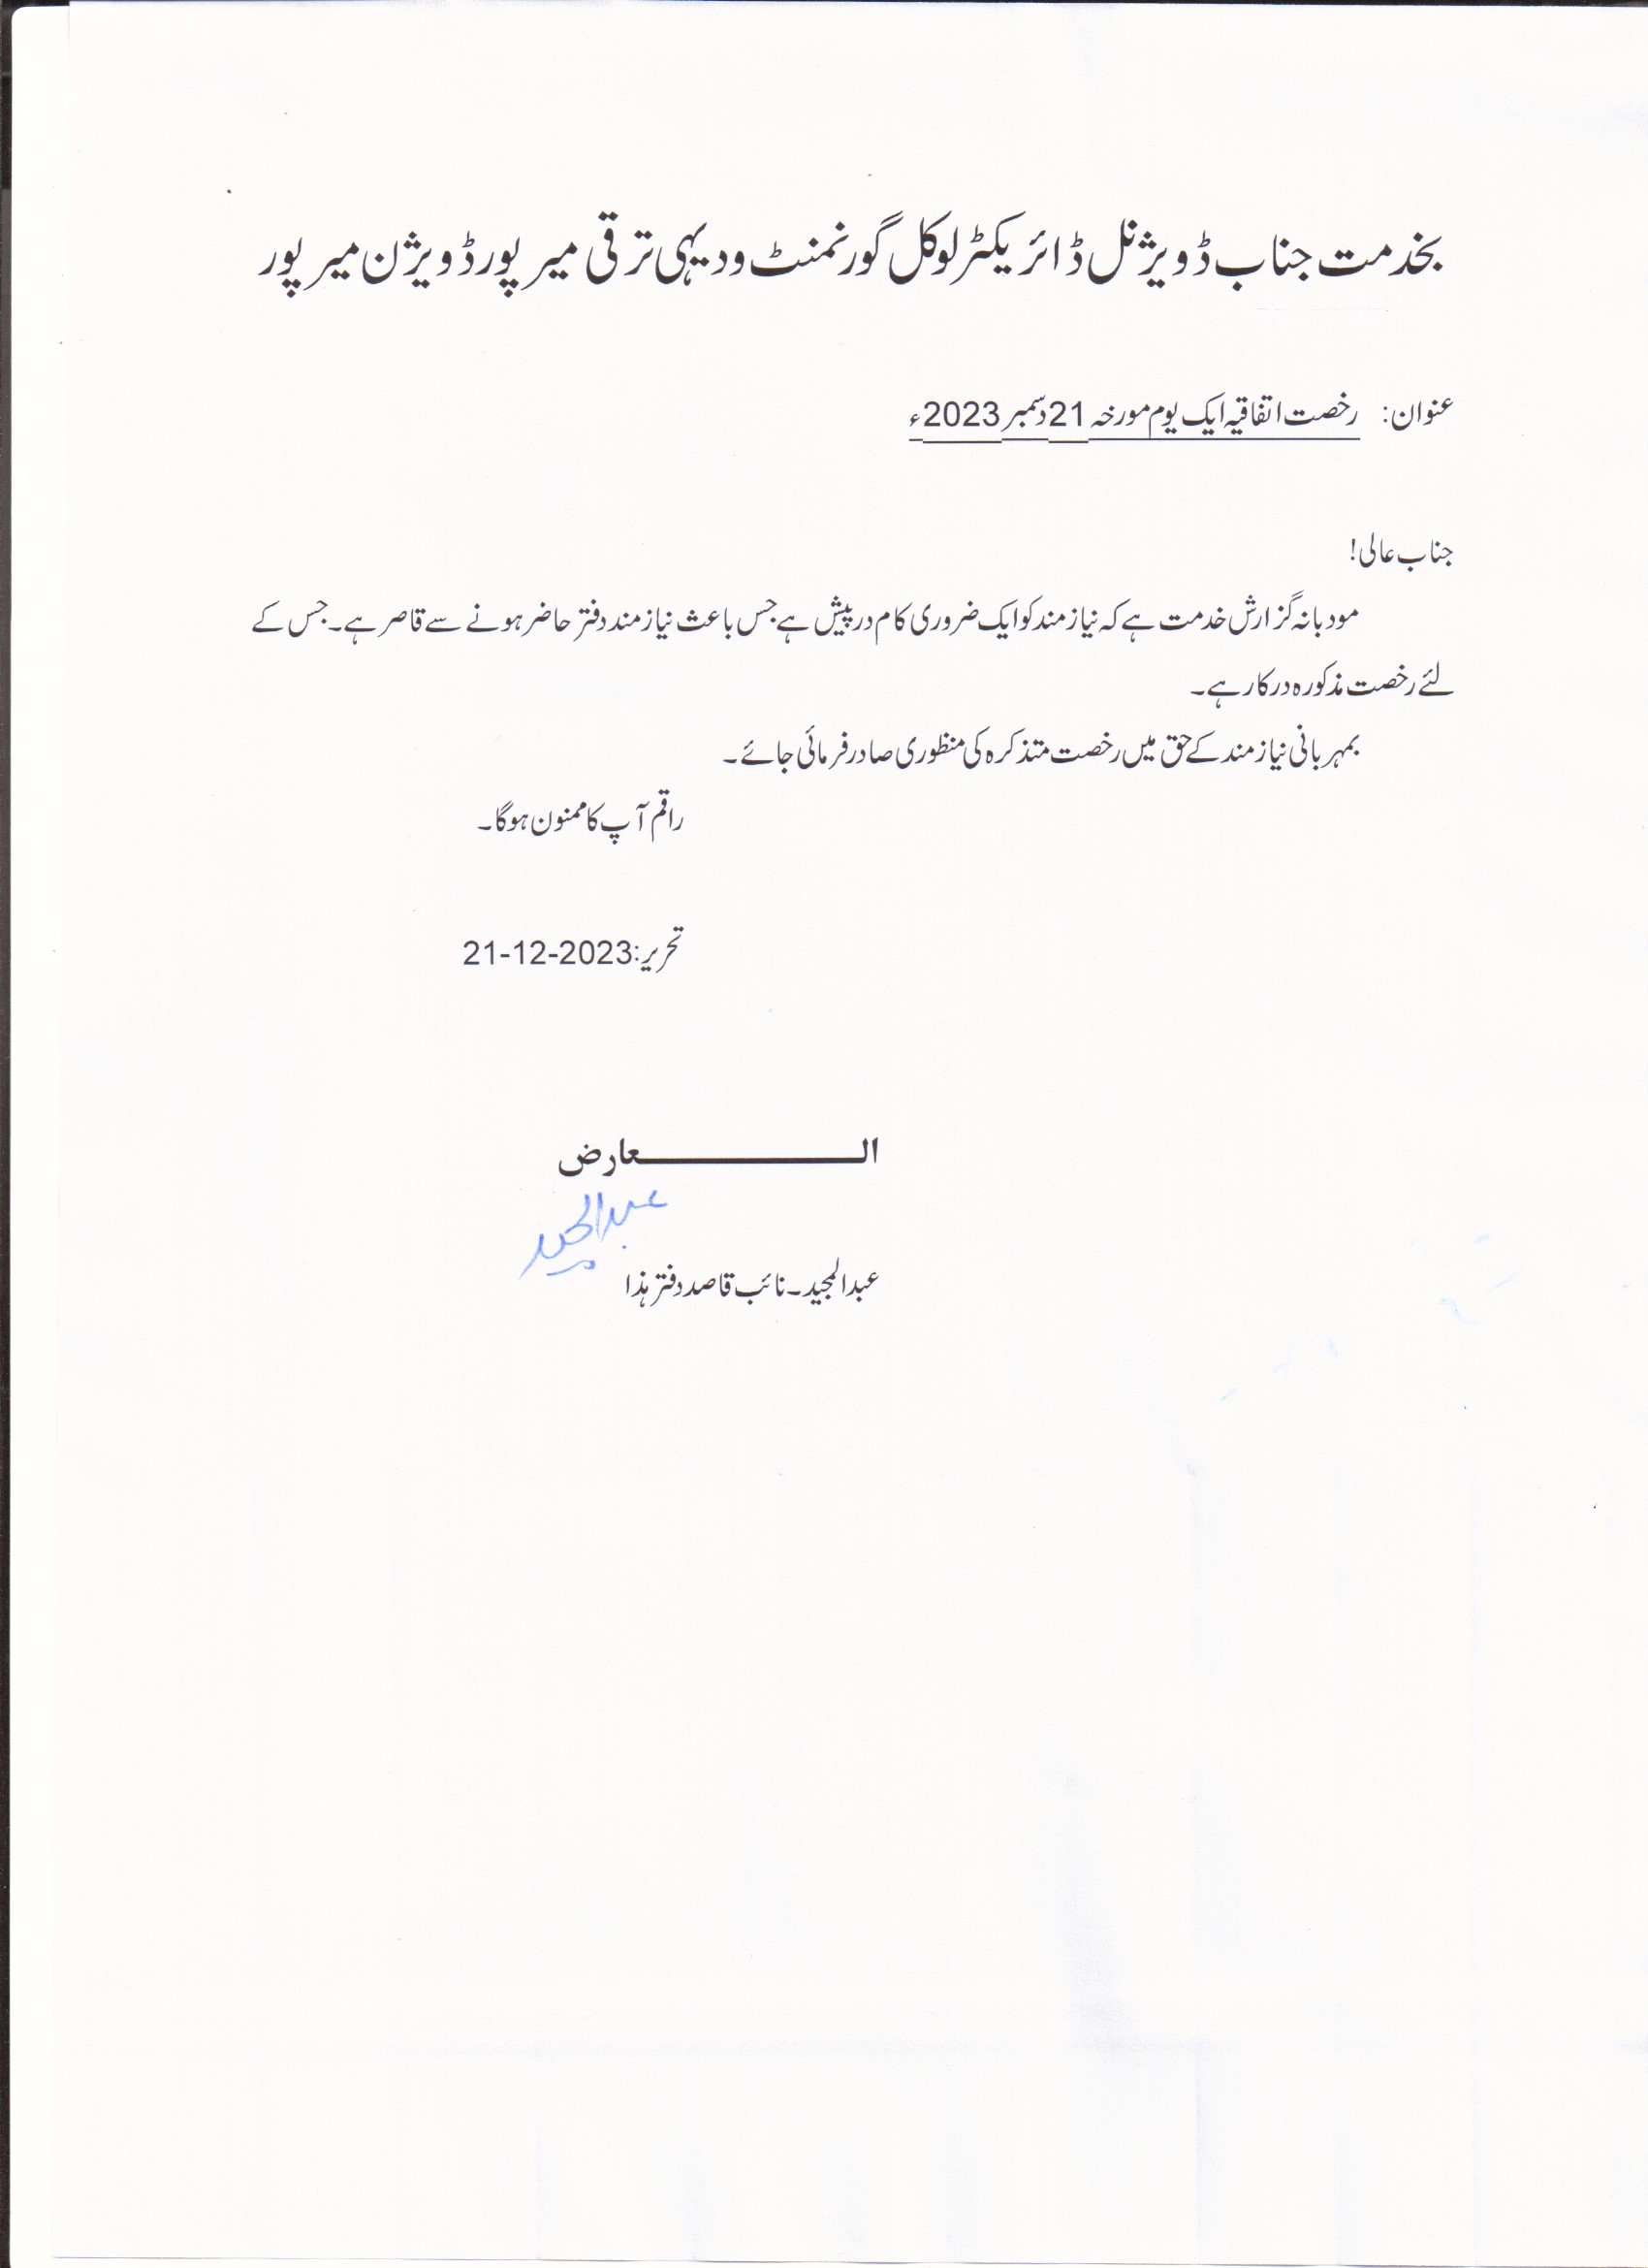 بخدمت جناب ڈویژنل ڈائریکٹر لوکل گورنمنٹ و دیہی ترقی میرپور ڈویژن میرپور
عنوان: رخصت اتفاقیہ ایک یوم مورخہ 21 دسمبر 2023ء
جناب عالی!
مودبانہ گزارش خدمت ہے کہ نیازمند کو ایک ضروری کام درپیش ہے جس باعث نیازمند دفتر حاضر ہونے سے قاصر ہے۔ جس کے
لئے رخصت مذکورہ درکار ہے۔
بمہربانی نیازمند کے حق میں رخصت متذکرہ کی منظوری صادر فرمائی جائے۔
راقم آپ کا ممنون ہوگا۔
تحریر: 21-12-2023
العـــــــــارض
عبدالمجید
عبدالمجید۔ نائب قاصد دفتر ہذا